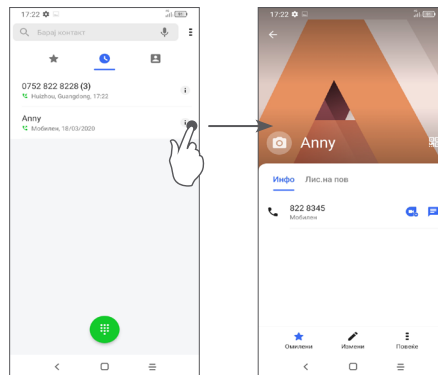 17:22
Барај контакт
0752 822 8228 (3)
Huizhou, Guangdong, 17:22
Anny
Мобилен, 18/03/2020
17:22
Anny
Инфо Лис.на пов
822 8345
Мобилен
Омилени Измени Повеќе